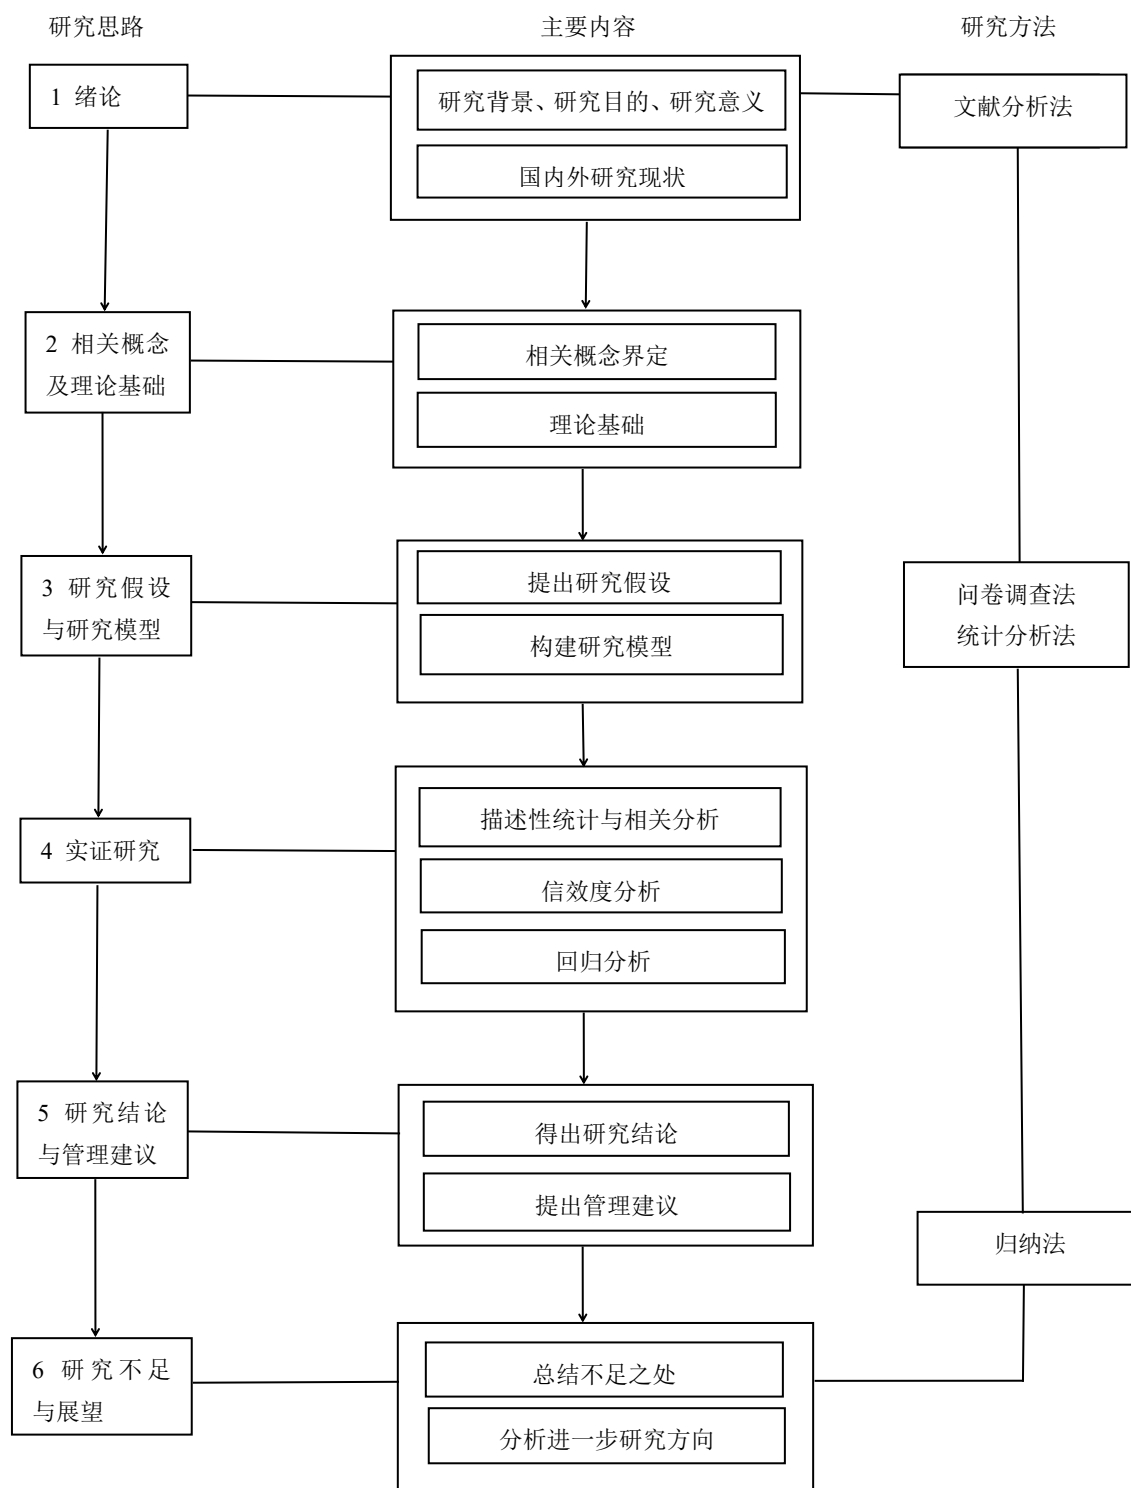 研究思路
主要内容
研究方法
1 绪论
研究背景、研究目的、研究意义
国内外研究现状
文献分析法
2 相关概念
及理论基础
相关概念界定
理论基础
3 研究假设
与研究模型
提出研究假设
构建研究模型
问卷调查法
统计分析法
4 实证研究
描述性统计与相关分析
信效度分析
回归分析
5 研究结论
与管理建议
得出研究结论
提出管理建议
归纳法
6 研究不足
与展望
总结不足之处
分析进一步研究方向